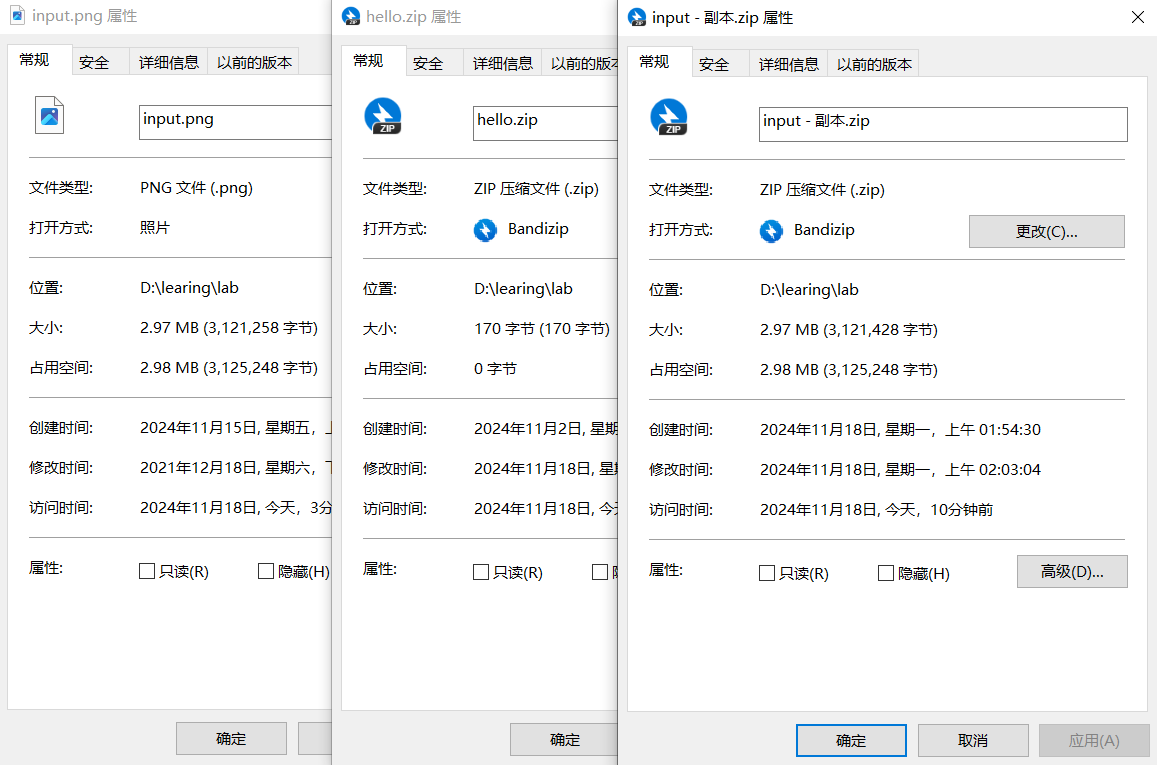 input.png 属性
常规 安全 详细信息 以前的版本
input.png
文件类型: PNG 文件 (.png)
打开方式: 照片
位置: D:\learing\lab
大小: 2.97 MB (3,121,258 字节)
占用空间: 2.98 MB (3,125,248 字节)
创建时间: 2024年11月15日, 星期五，
修改时间: 2021年12月18日, 星期六，
访问时间: 2024年11月18日, 今天，3分
属性: 只读(R) 隐藏(H)
确定
hello.zip 属性
常规 安全 详细信息 以前的版本
ZIP
hello.zip
文件类型: ZIP 压缩文件 (.zip)
打开方式: Bandizip
位置: D:\learing\lab
大小: 170 字节 (170 字节)
占用空间: 0 字节
创建时间: 2024年11月2日, 星期
修改时间: 2024年11月18日, 星
访问时间: 2024年11月18日, 今
属性: 只读(R)
确定
input - 副本.zip 属性
常规 安全 详细信息 以前的版本
ZIP
input - 副本.zip
文件类型: ZIP 压缩文件 (.zip)
打开方式: Bandizip 更改(C)...
位置: D:\learing\lab
大小: 2.97 MB (3,121,428 字节)
占用空间: 2.98 MB (3,125,248 字节)
创建时间: 2024年11月18日, 星期一，上午 01:54:30
修改时间: 2024年11月18日, 星期一，上午 02:03:04
访问时间: 2024年11月18日, 今天，10分钟前
属性: 只读(R) 隐藏(H) 高级(D)...
确定 取消 应用(A)